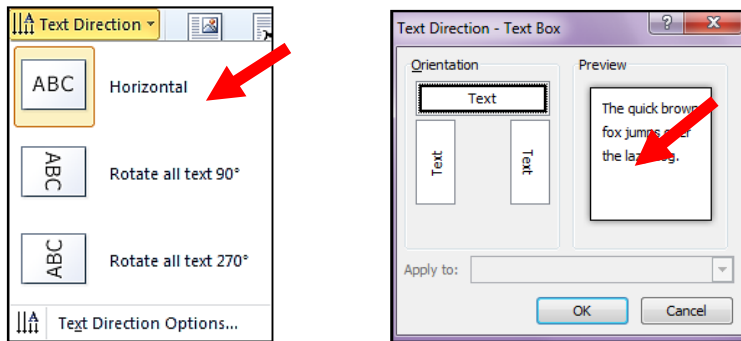 Text Direction
ABC Horizontal
ABC Rotate all text 90°
ABC Rotate all text 270°
Text Direction Options...
Text Direction - Text Box
Orientation
Text
Text
Text
Preview
The quick brown
fox jumps over
the lazy dog.
Apply to:
OK
Cancel